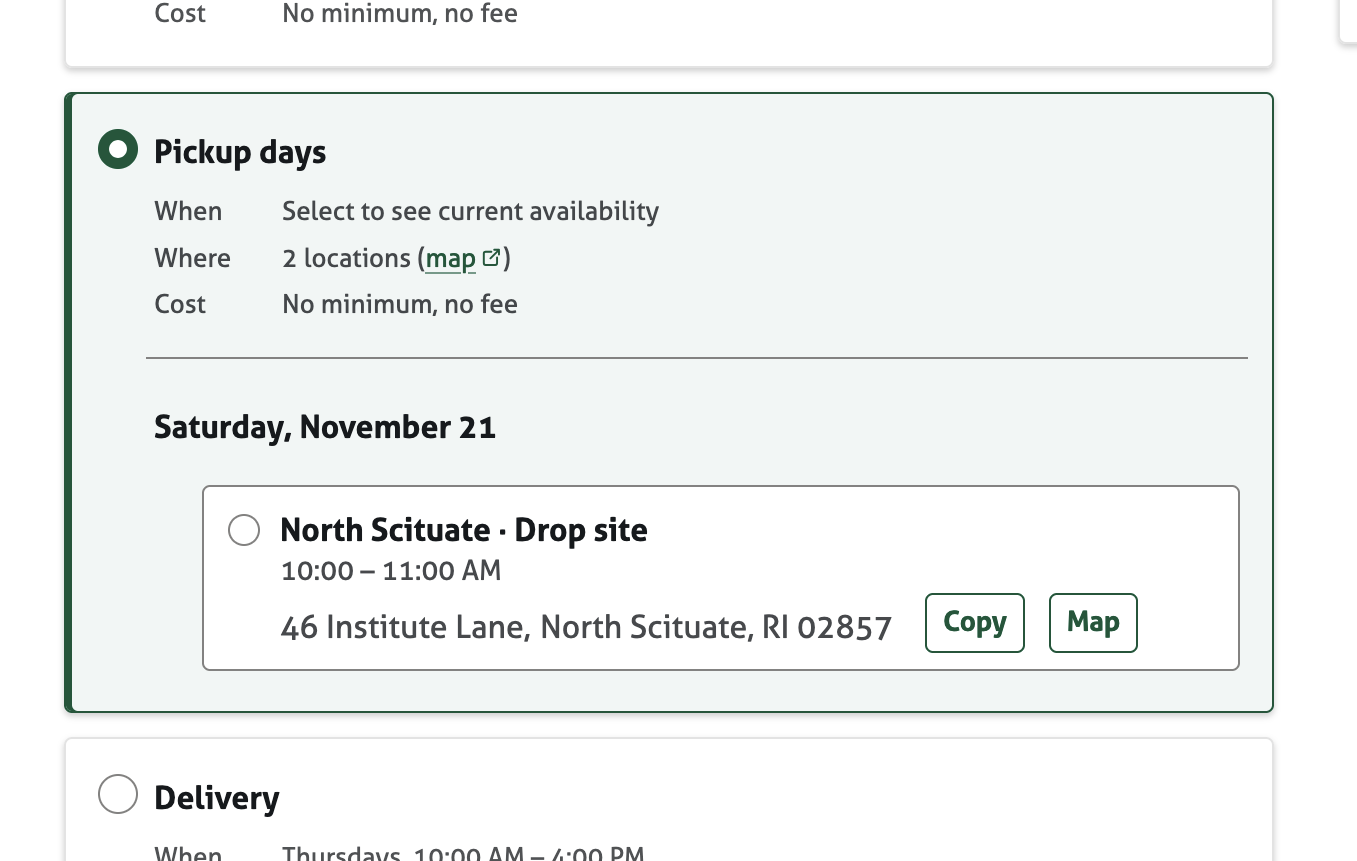 Cost No minimum, no fee
Pickup days
When Select to see current availability
Where 2 locations (map)
Cost No minimum, no fee
Saturday, November 21
North Scituate · Drop site
10:00 – 11:00 AM
46 Institute Lane, North Scituate, RI 02857 Copy Map
Delivery
When Thursdays, 10:00 AM – 4:00 PM